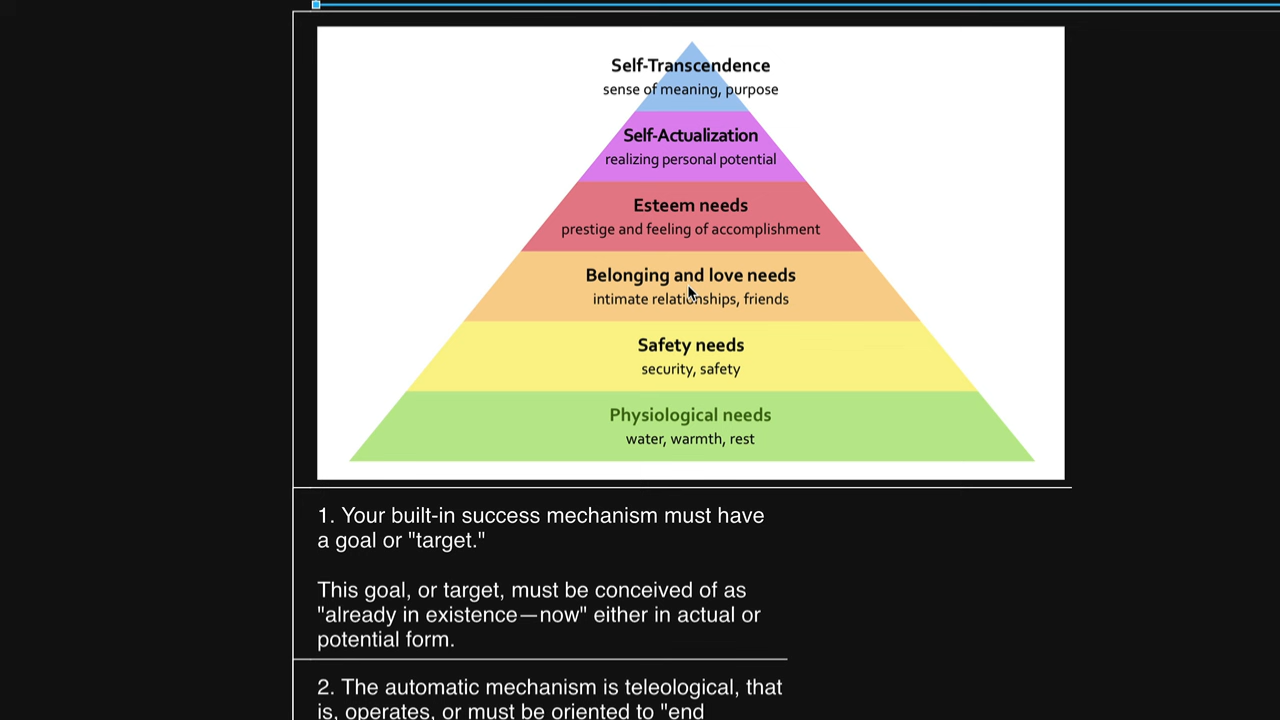 Self-Transcendence
sense of meaning, purpose
Self-Actualization
realizing personal potential
Esteem needs
prestige and feeling of accomplishment
Belonging and love needs
intimate relationships, friends
Safety needs
security, safety
Physiological needs
water, warmth, rest
1. Your built-in success mechanism must have
a goal or "target."
This goal, or target, must be conceived of as
"already in existence—now" either in actual or
potential form.
2. The automatic mechanism is teleological, that
is, operates, or must be oriented to "end